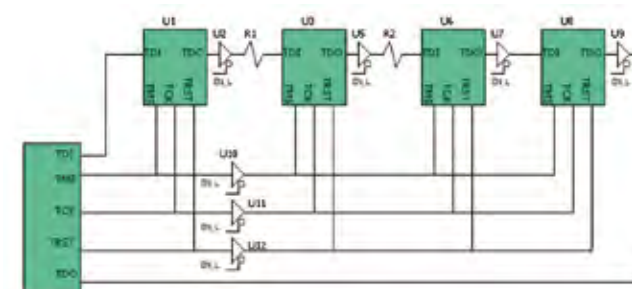 U1 U2 R1 U3 U5 R2 U6 U7 U8 U9
TDI TDO TDI TDO TDI TDO TDI TDO
TMS TCK TRST TMS TCK TRST TMS TCK TRST TMS TCK TRST
TDI
TMS
U10
TCK
U11
TRST
U12
TDO